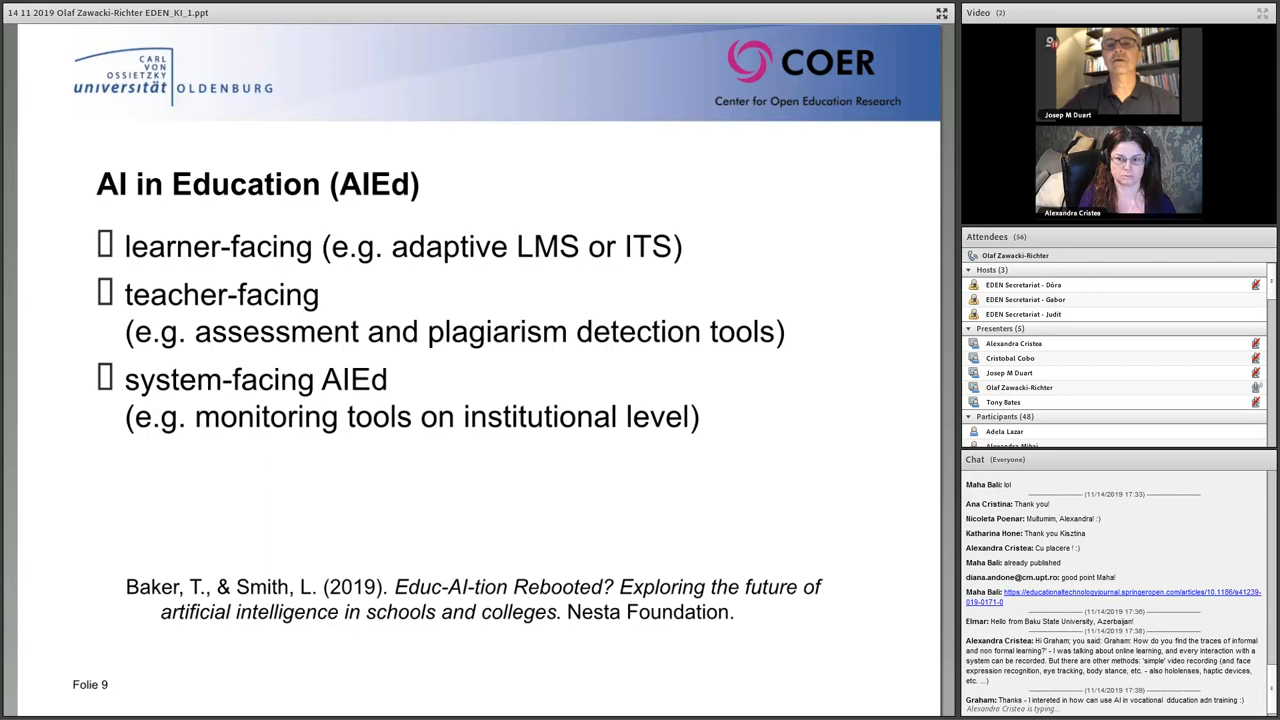 14 11 2019 Olaf Zawacki-Richter EDEN_KI_1.ppt
CARL
VON
OSSIETZKY
universität OLDENBURG
COER
Center for Open Education Research
AI in Education (AIEd)
learner-facing (e.g. adaptive LMS or ITS)
teacher-facing
(e.g. assessment and plagiarism detection tools)
system-facing AIEd
(e.g. monitoring tools on institutional level)
Baker, T., & Smith, L. (2019). Educ-AI-tion Rebooted? Exploring the future of
artificial intelligence in schools and colleges. Nesta Foundation.
Folie 9
Video (2)
Josep M Duart
Alexandra Cristea
Attendees (56)
Olaf Zawacki-Richter
Hosts (3)
EDEN Secretariat - Dóra
EDEN Secretariat - Gabor
EDEN Secretariat - Judit
Presenters (5)
Alexandra Cristea
Cristobal Cobo
Josep M Duart
Olaf Zawacki-Richter
Tony Bates
Participants (48)
Adela Lazar
Alexandra Mihai
Chat (Everyone)
Maha Bali: lol
(11/14/2019 17:33)
Ana Cristina: Thank you!
Nicoleta Poenar: Multumim, Alexandra! :)
Katharina Hone: Thank you Kisztina
Alexandra Cristea: Cu placere ! :)
Maha Bali: already published
diana.andone@cm.upt.ro: good point Maha!
Maha Bali: https://educationaltechnologyjournal.springeropen.com/articles/10.1186/s41239-
019-0171-0
(11/14/2019 17:36)
Elmar: Hello from Baku State University, Azerbaijan!
(11/14/2019 17:38)
Alexandra Cristea: Hi Graham; you said: Graham: How do you find the traces of informal
and non formal learning?' - I was talking about online learning, and every interaction with a
system can be recorded. But there are other methods: 'simple' video recording (and face
expression recognition, eye tracking, body stance, etc. - also hololenses, haptic devices,
etc. ...)
(11/14/2019 17:39)
Graham: Thanks - I intereted in how can use AI in vocational dducation adn training :)
Alexandra Cristea is typing...